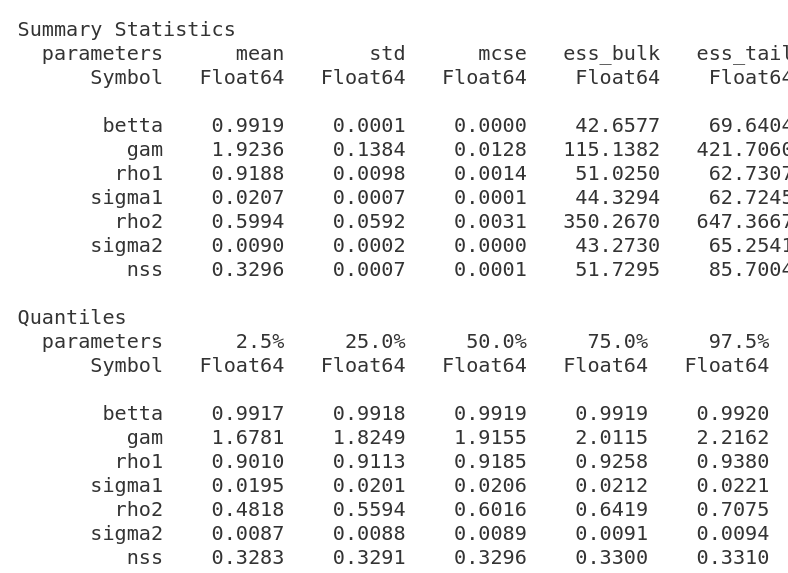 Summary Statistics
parameters mean std mcse ess_bulk ess_tail
Symbol Float64 Float64 Float64 Float64 Float64
betta 0.9919 0.0001 0.0000 42.6577 69.6404
gam 1.9236 0.1384 0.0128 115.1382 421.7060
rho1 0.9188 0.0098 0.0014 51.0250 62.7307
sigma1 0.0207 0.0007 0.0001 44.3294 62.7245
rho2 0.5994 0.0592 0.0031 350.2670 647.3667
sigma2 0.0090 0.0002 0.0000 43.2730 65.2541
nss 0.3296 0.0007 0.0001 51.7295 85.7004
Quantiles
parameters 2.5% 25.0% 50.0% 75.0% 97.5%
Symbol Float64 Float64 Float64 Float64 Float64
betta 0.9917 0.9918 0.9919 0.9919 0.9920
gam 1.6781 1.8249 1.9155 2.0115 2.2162
rho1 0.9010 0.9113 0.9185 0.9258 0.9380
sigma1 0.0195 0.0201 0.0206 0.0212 0.0221
rho2 0.4818 0.5594 0.6016 0.6419 0.7075
sigma2 0.0087 0.0088 0.0089 0.0091 0.0094
nss 0.3283 0.3291 0.3296 0.3300 0.3310